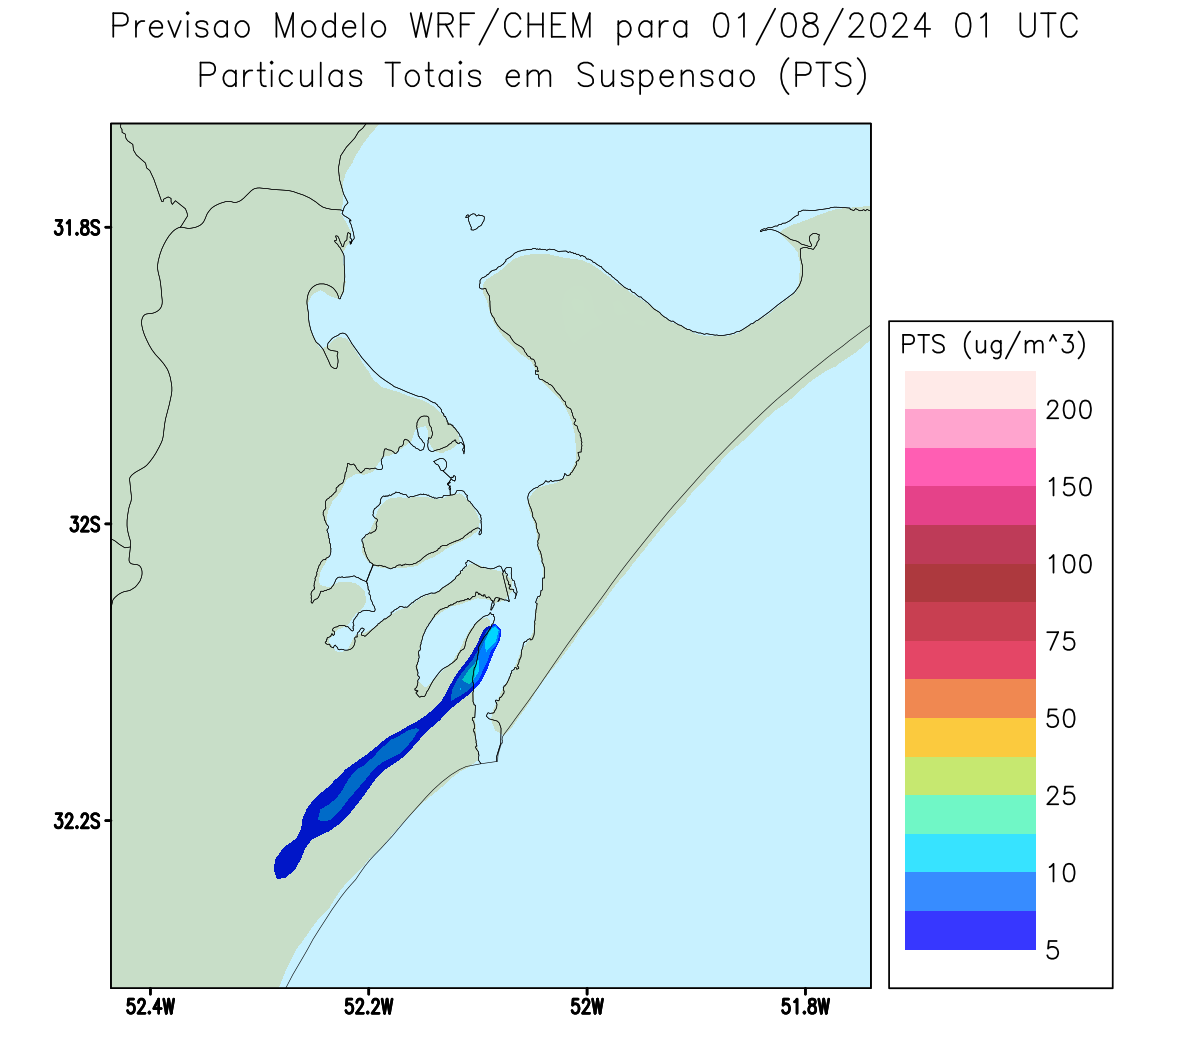 Previsao Modelo WRF/CHEM para 01/08/2024 01 UTC
Particulas Totais em Suspensao (PTS)
31.8S
32S
32.2S
52.4W
52.2W
52W
51.8W
PTS (ug/m^3)
200
150
100
75
50
25
10
5